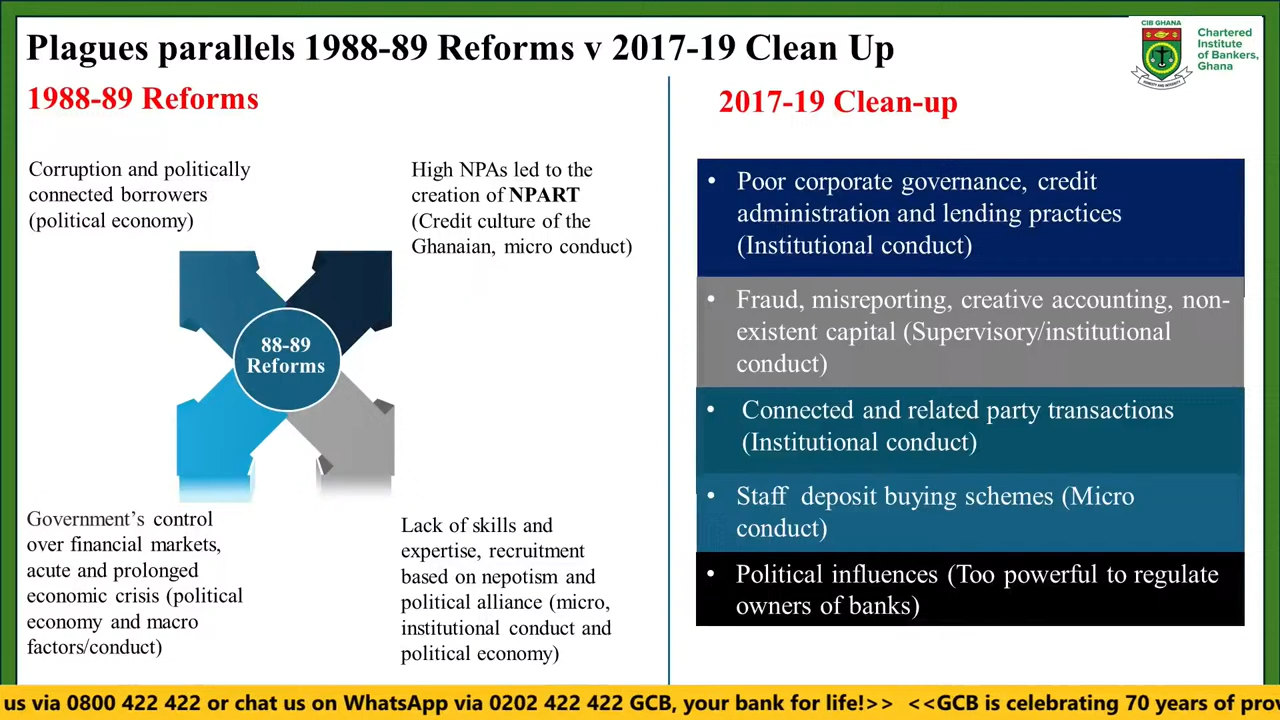 Plagues parallels 1988-89 Reforms v 2017-19 Clean Up
CIB GHANA
Chartered
Institute
of Bankers,
Ghana
1988-89 Reforms
Corruption and politically
connected borrowers
(political economy)
High NPAs led to the
creation of NPART
(Credit culture of the
Ghanaian, micro conduct)
88-89
Reforms
Government's control
over financial markets,
acute and prolonged
economic crisis (political
economy and macro
factors/conduct)
Lack of skills and
expertise, recruitment
based on nepotism and
political alliance (micro,
institutional conduct and
political economy)
2017-19 Clean-up
• Poor corporate governance, credit
administration and lending practices
(Institutional conduct)
• Fraud, misreporting, creative accounting, non-
existent capital (Supervisory/institutional
conduct)
• Connected and related party transactions
(Institutional conduct)
• Staff deposit buying schemes (Micro
conduct)
• Political influences (Too powerful to regulate
owners of banks)
us via 0800 422 422 or chat us on WhatsApp via 0202 422 422 GCB, your bank for life!>> <<GCB is celebrating 70 years of pro